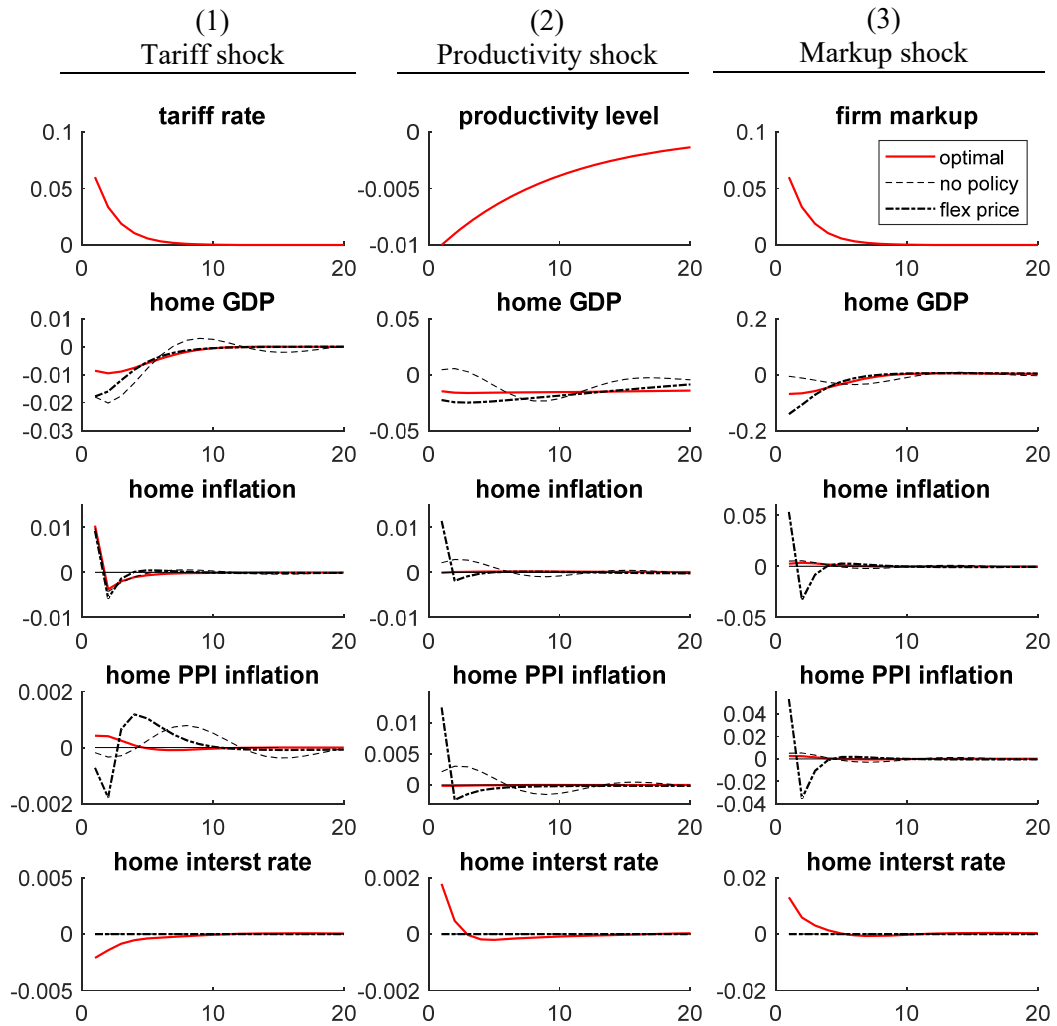 (1) (2) (3)
Tariff shock Productivity shock Markup shock
tariff rate productivity level firm markup
0.1 0 0.1
optimal
no policy
0.05 -0.005 0.05
flex price
0 -0.01 0
0 10 20 0 10 20 0 10 20
home GDP home GDP home GDP
0.01 0.05 0.2
0 0 0
-0.01
-0.02
-0.03 -0.05 -0.2
0 10 20 0 10 20 0 10 20
home inflation home inflation home inflation
0.01 0.01 0.05
0 0 0
-0.01 -0.01 -0.05
0 10 20 0 10 20 0 10 20
home PPI inflation home PPI inflation home PPI inflation
0.002 0.01 0.04
0.005 0.02
0 0 0
-0.02
-0.002 -0.04
0 10 20 0 10 20 0 10 20
home interst rate home interst rate home interst rate
0.005 0.002 0.02
0 0 0
-0.005 0.002 -0.02
0 10 20 0 10 20 0 10 20